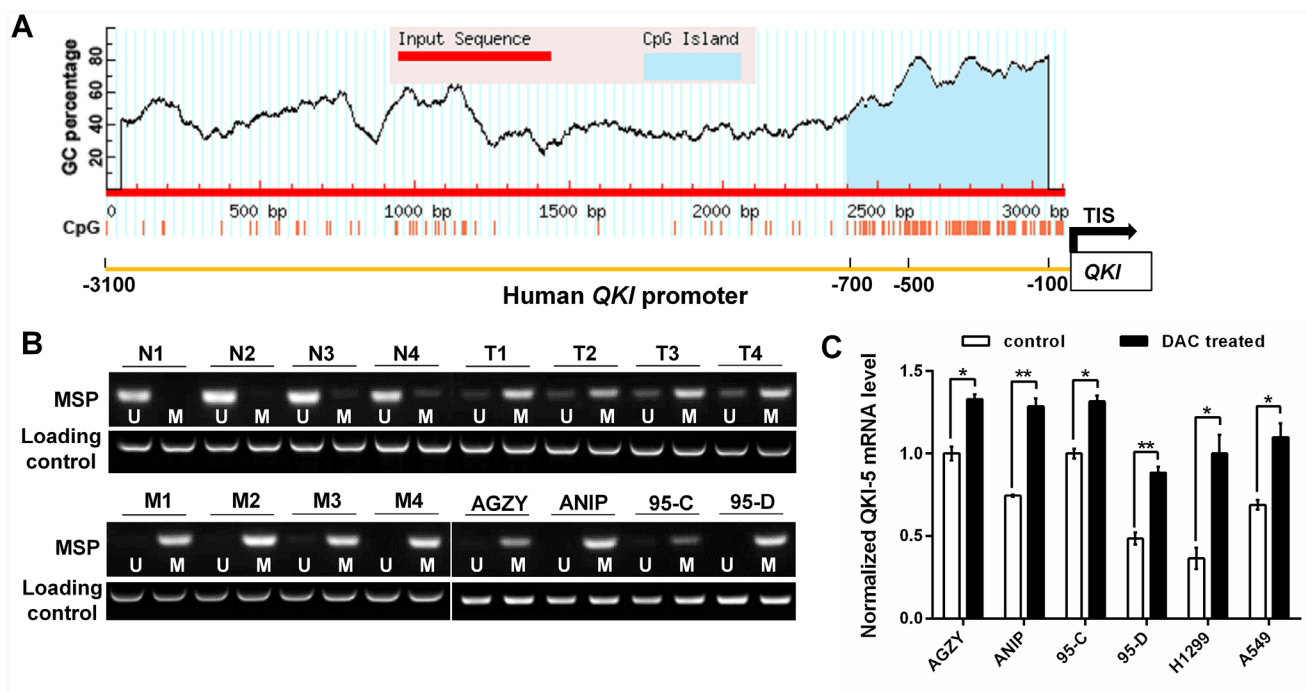 A
GC percentage
80
60
40
20
Input Sequence
CpG Island
0
500 bp
1000 bp
1500 bp
2000 bp
2500 bp
3000 bp
CpG
TIS
QKI
-3100
-700
-500
-100
Human QKI promoter
B
N1 N2 N3 N4 T1 T2 T3 T4
MSP
U M U M U M U M U M U M U M U M
Loading
control
M1 M2 M3 M4 AGZY ANIP 95-C 95-D
MSP
U M U M U M U M U M U M U M U M
Loading
control
C
control
DAC treated
Normalized QKI-5 mRNA level
1.5
1.0
0.5
0.0
* ** * ** * *
AGZY
ANIP
95-C
95-D
H1299
A549